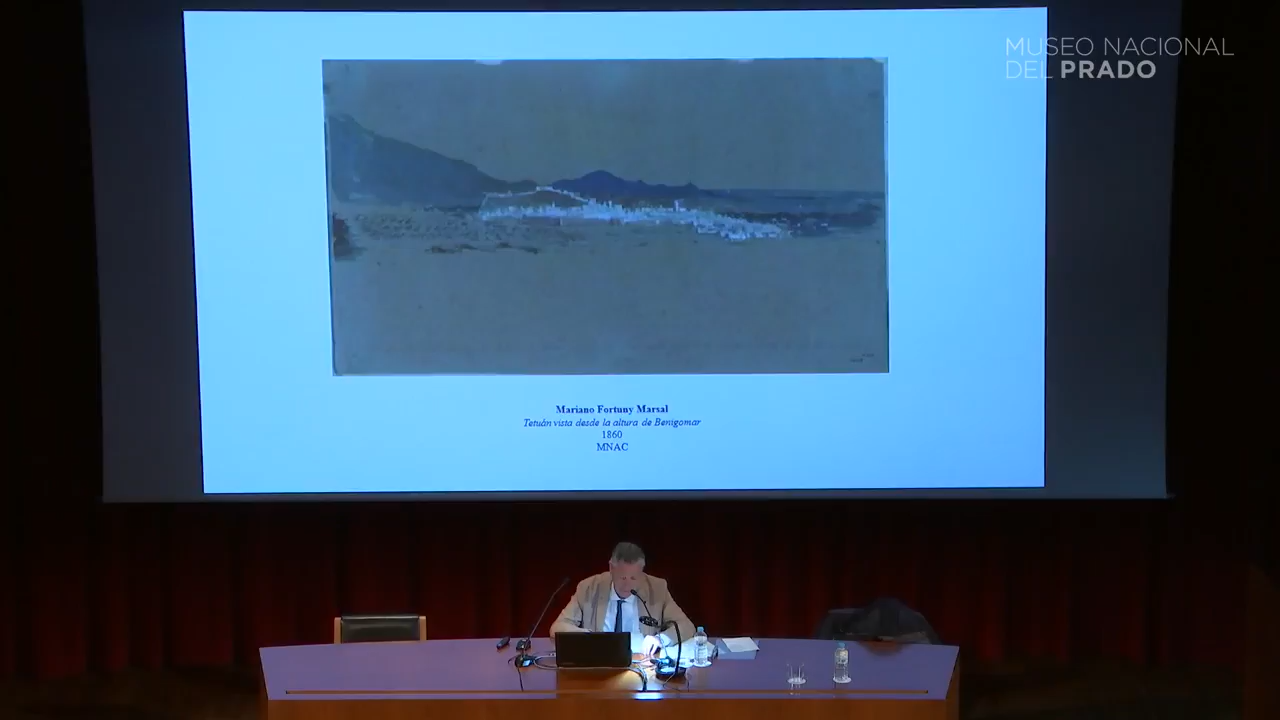 MUSEO NACIONAL
DEL PRADO
Mariano Fortuny Marsal
Tetuán vista desde la altura de Benigomar
1860
MNAC